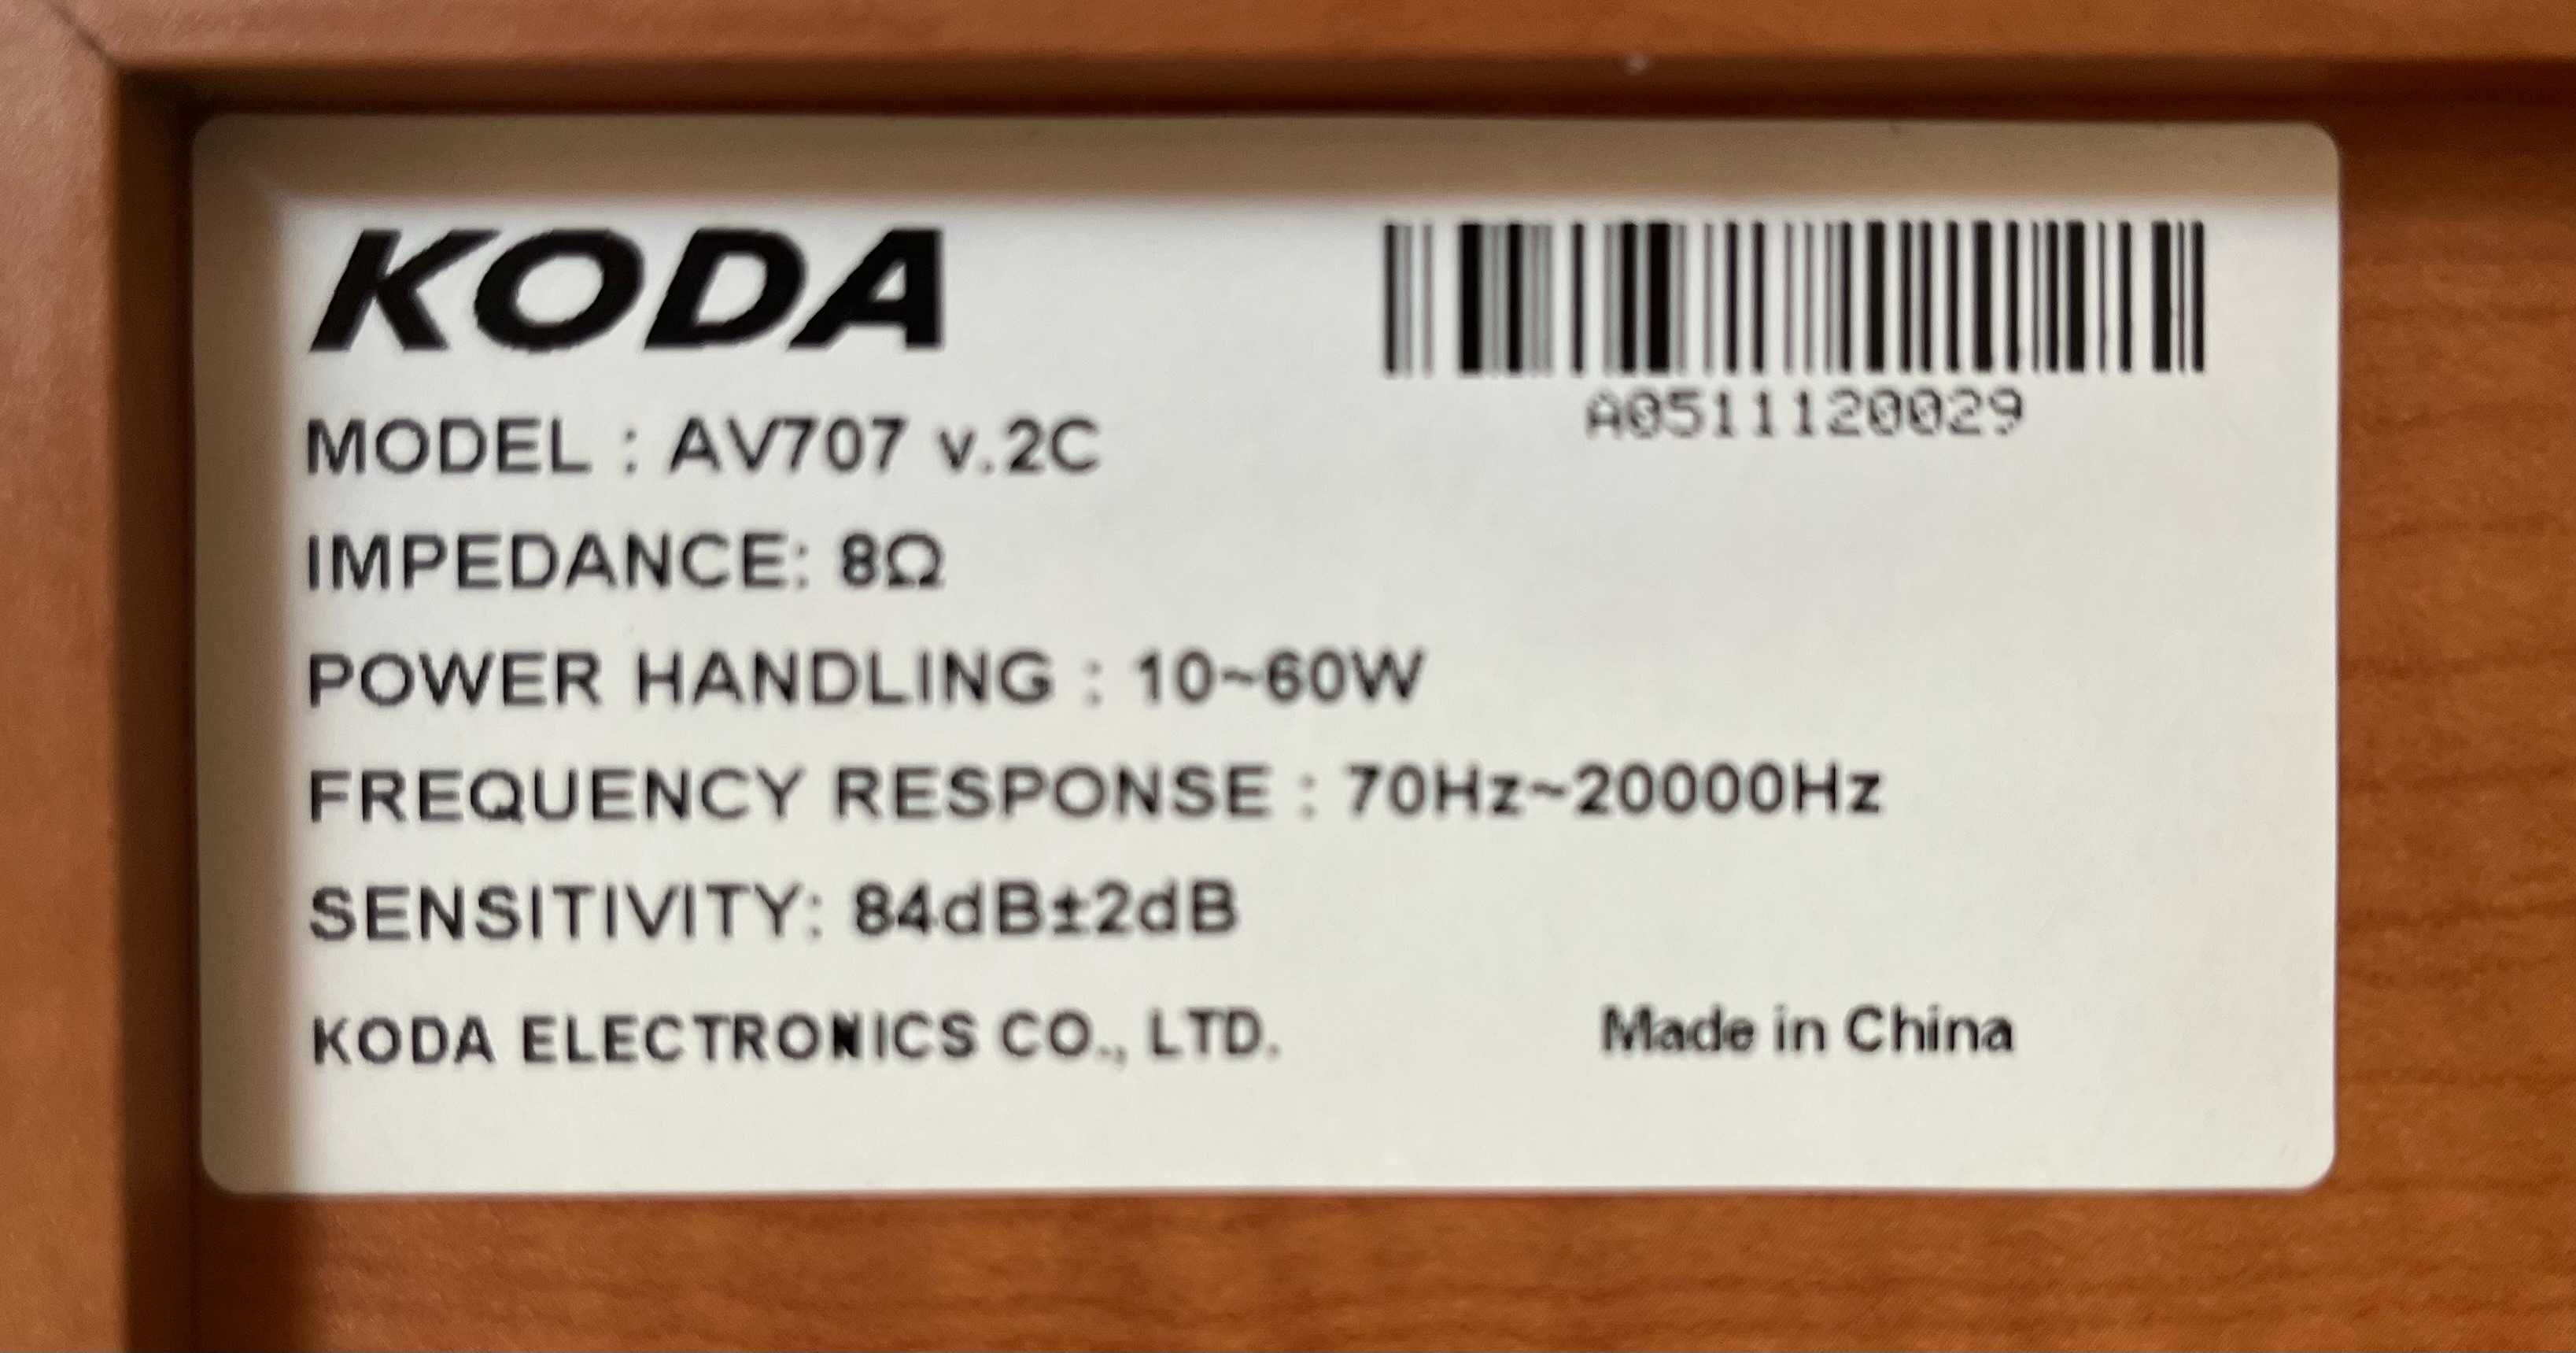 KODA
A0511120029
MODEL : AV707 v.2C
IMPEDANCE: 8Ω
POWER HANDLING : 10~60W
FREQUENCY RESPONSE : 70Hz~20000Hz
SENSITIVITY: 84dB±2dB
KODA ELECTRONICS CO., LTD.
Made in China